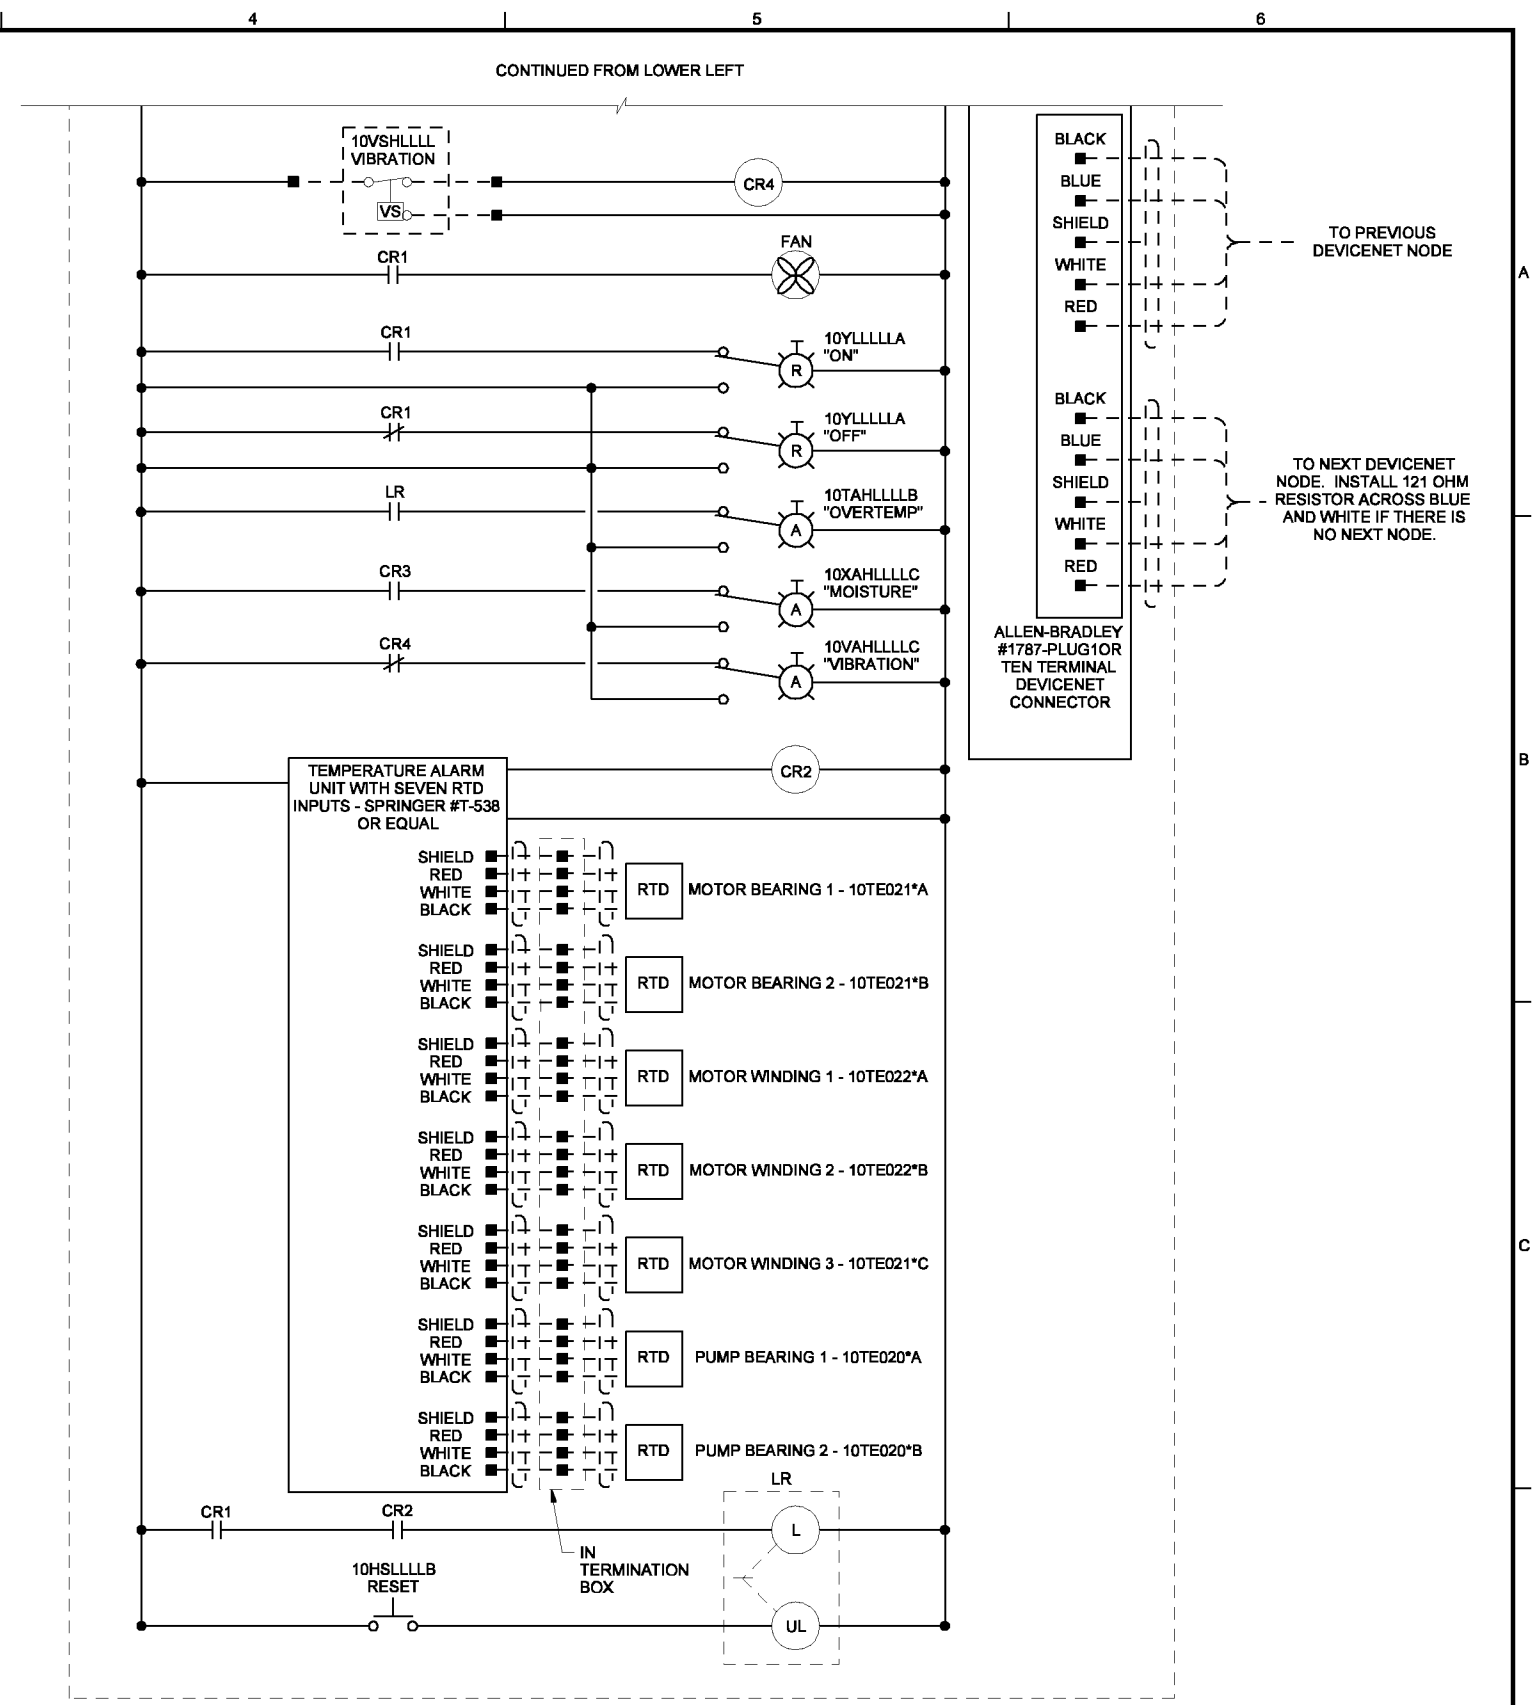 4
5
6
CONTINUED FROM LOWER LEFT
10VSHLLLL
VIBRATION
VS
CR4
CR1
FAN
CR1
10YLLLLLA
"ON"
R
CR1
10YLLLLLA
"OFF"
R
LR
10TAHLLLLB
"OVERTEMP"
A
CR3
10XAHLLLLC
"MOISTURE"
A
CR4
10VAHLLLLC
"VIBRATION"
A
BLACK
BLUE
SHIELD
WHITE
RED
TO PREVIOUS
DEVICENET NODE
BLACK
BLUE
SHIELD
WHITE
RED
TO NEXT DEVICENET
NODE. INSTALL 121 OHM
RESISTOR ACROSS BLUE
AND WHITE IF THERE IS
NO NEXT NODE.
ALLEN-BRADLEY
#1787-PLUG1OR
TEN TERMINAL
DEVICENET
CONNECTOR
A
B
C
TEMPERATURE ALARM
UNIT WITH SEVEN RTD
INPUTS - SPRINGER #T-538
OR EQUAL
CR2
SHIELD
RED
WHITE
BLACK
RTD
MOTOR BEARING 1 - 10TE021*A
SHIELD
RED
WHITE
BLACK
RTD
MOTOR BEARING 2 - 10TE021*B
SHIELD
RED
WHITE
BLACK
RTD
MOTOR WINDING 1 - 10TE022*A
SHIELD
RED
WHITE
BLACK
RTD
MOTOR WINDING 2 - 10TE022*B
SHIELD
RED
WHITE
BLACK
RTD
MOTOR WINDING 3 - 10TE021*C
SHIELD
RED
WHITE
BLACK
RTD
PUMP BEARING 1 - 10TE020*A
SHIELD
RED
WHITE
BLACK
RTD
PUMP BEARING 2 - 10TE020*B
LR
CR1
CR2
L
IN
TERMINATION
BOX
10HSLLLLB
RESET
UL